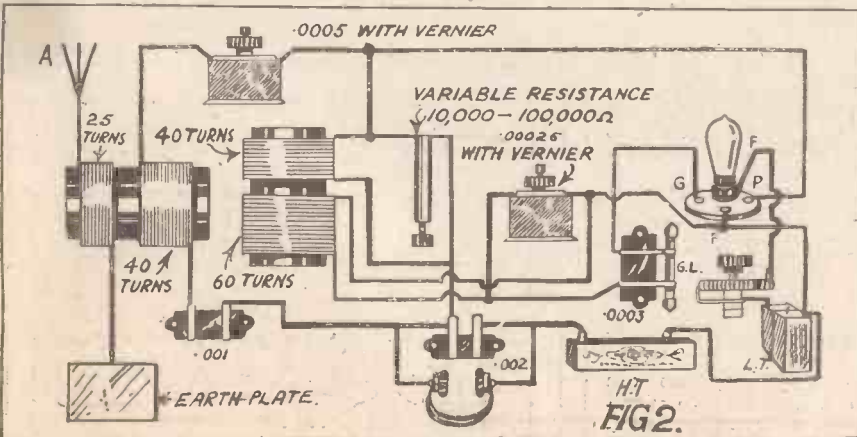 .0005 WITH VERNIER
A
VARIABLE RESISTANCE
10,000 – 100,000Ω
.00026
WITH VERNIER
25
TURNS
40 TURNS
F
G
P
F
40
TURNS
60 TURNS
G.L.
.0003
.001
.002
L.T.
EARTH-PLATE.
H.T
FIG 2.